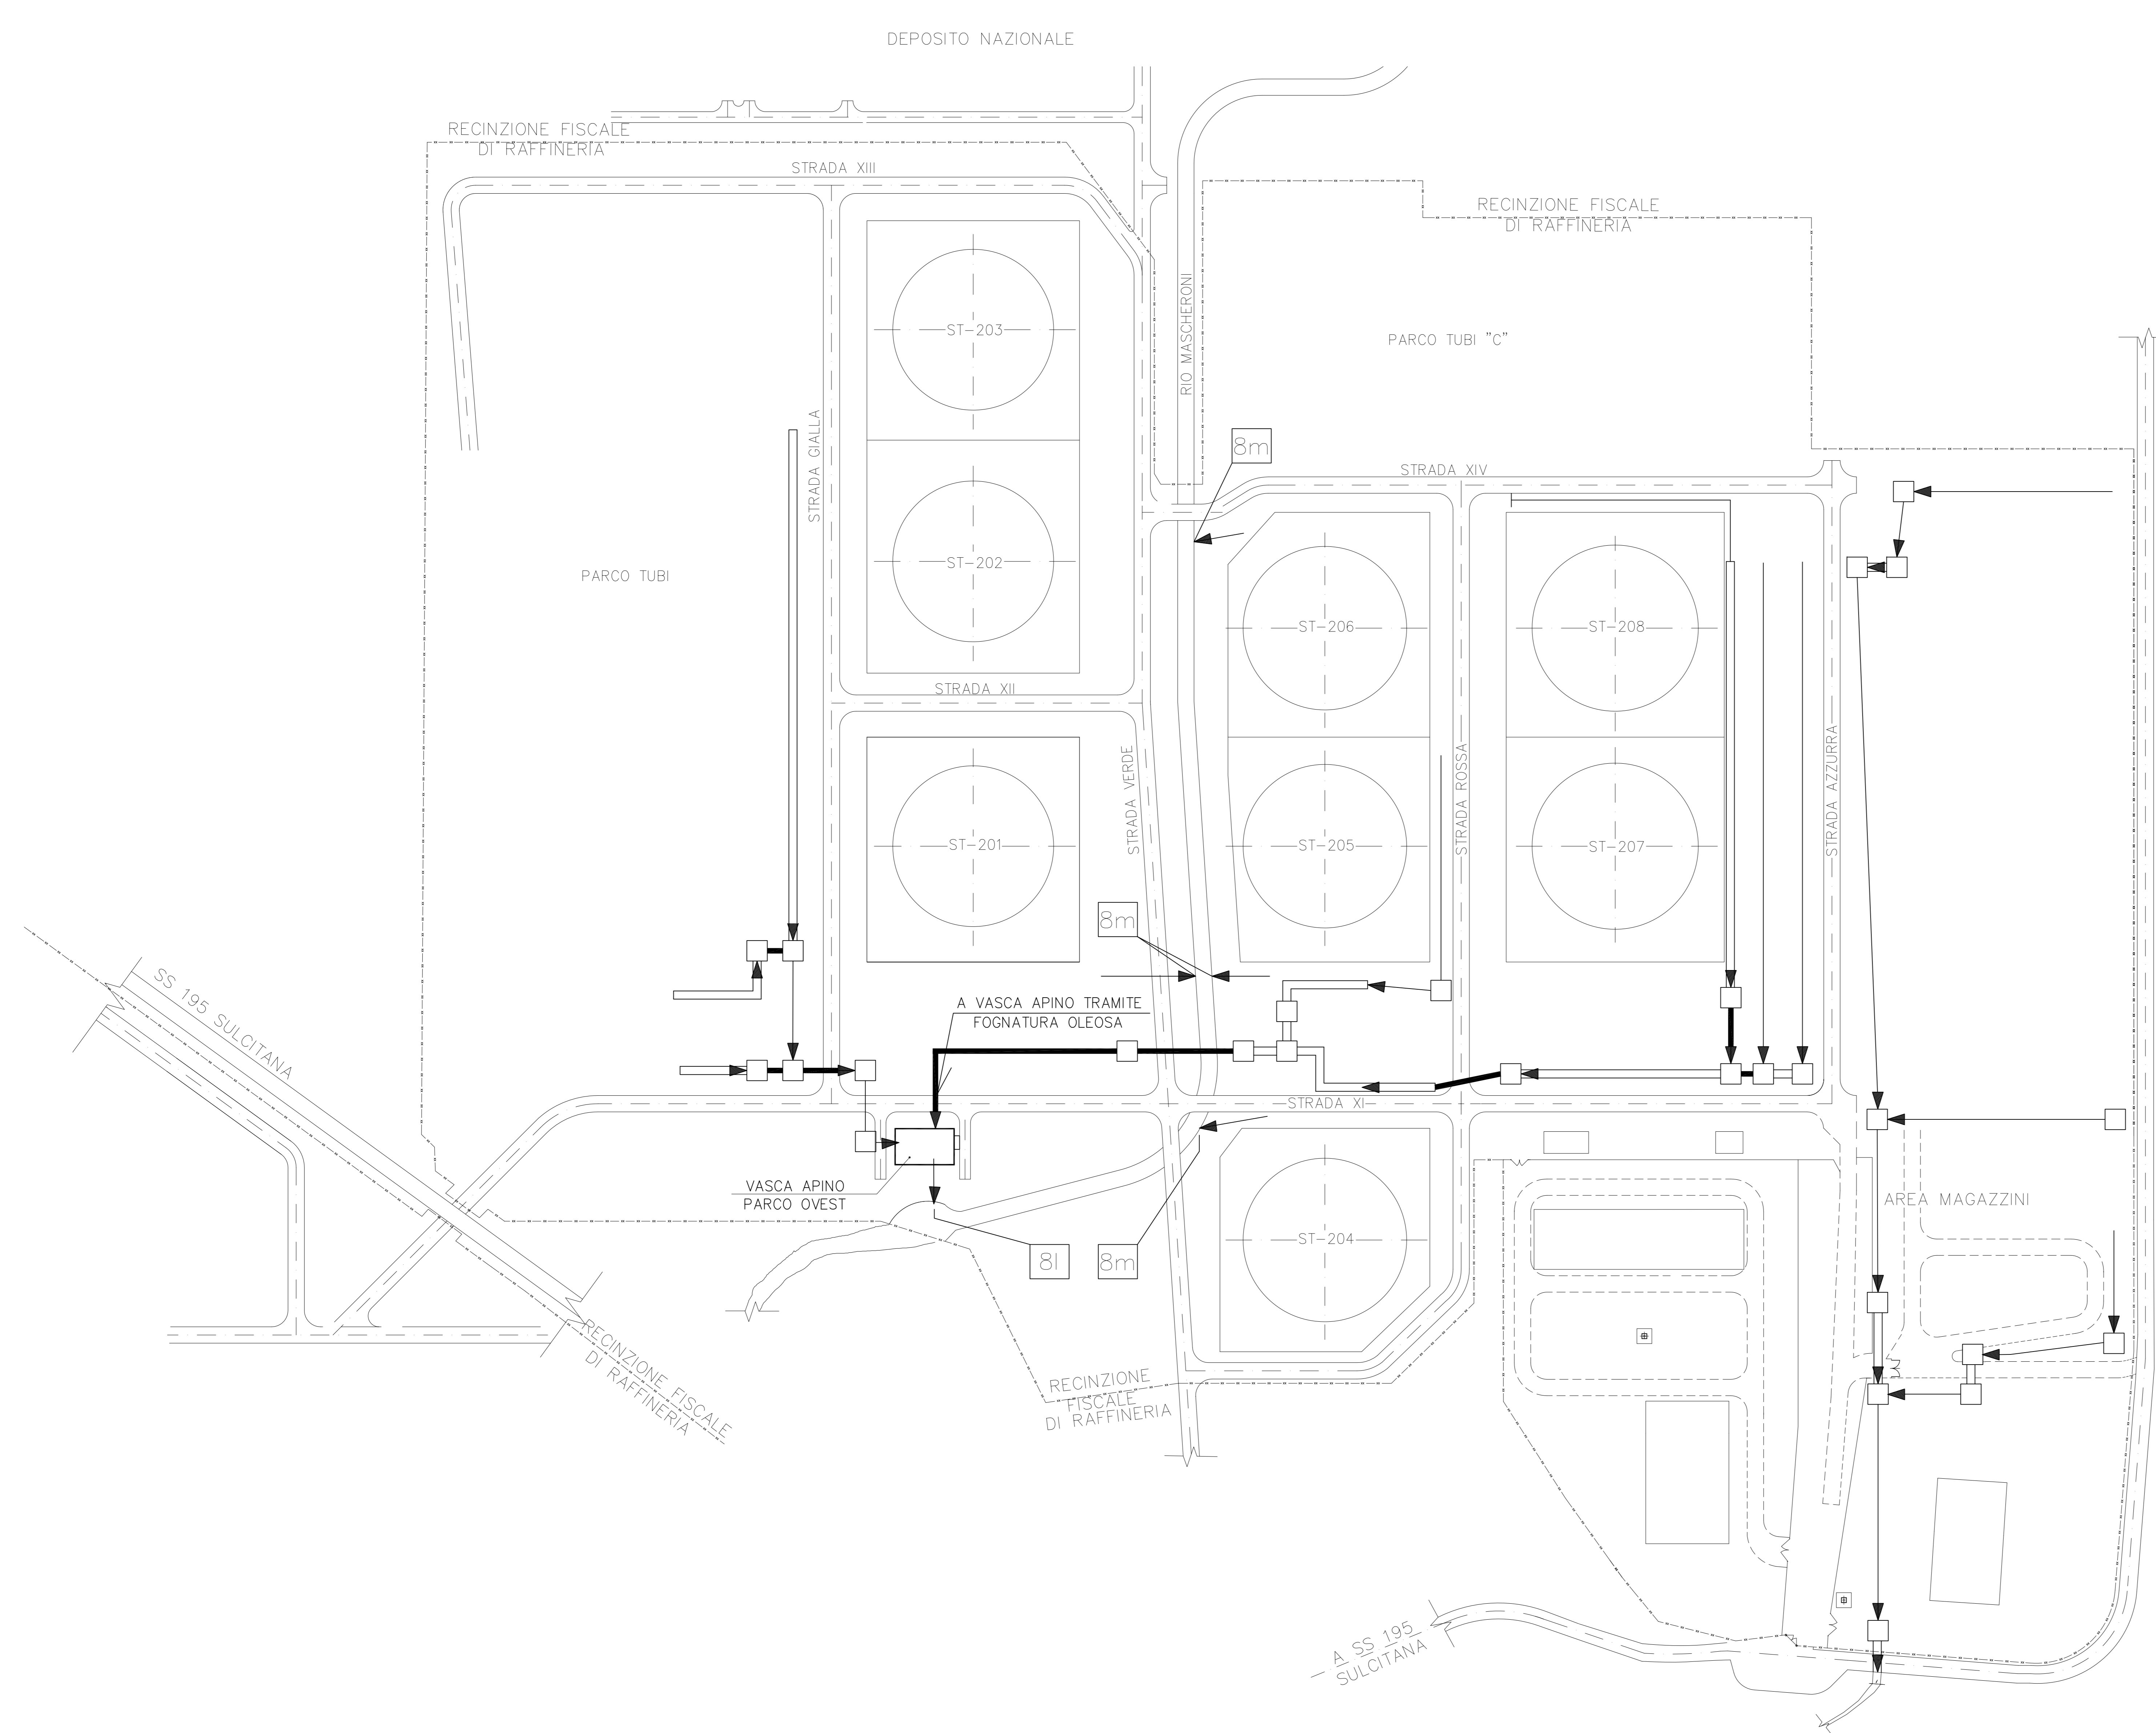 DEPOSITO NAZIONALE
RECINZIONE FISCALE
DI RAFFINERIA
STRADA XIII
RECINZIONE FISCALE
DI RAFFINERIA
RIO MASCHERONI
ST-203
PARCO TUBI "C"
STRADA GIALLA
8m
STRADA XIV
ST-202
PARCO TUBI
ST-206
ST-208
STRADA XII
STRADA VERDE
STRADA ROSSA
STRADA AZZURRA
ST-201
ST-205
ST-207
8m
SS 195 SULCITANA
A VASCA APINO TRAMITE
FOGNATURA OLEOSA
STRADA XI
VASCA APINO
PARCO OVEST
AREA MAGAZZINI
8l
8m
ST-204
RECINZIONE FISCALE
DI RAFFINERIA
RECINZIONE
FISCALE
DI RAFFINERIA
A SS 195
SULCITANA